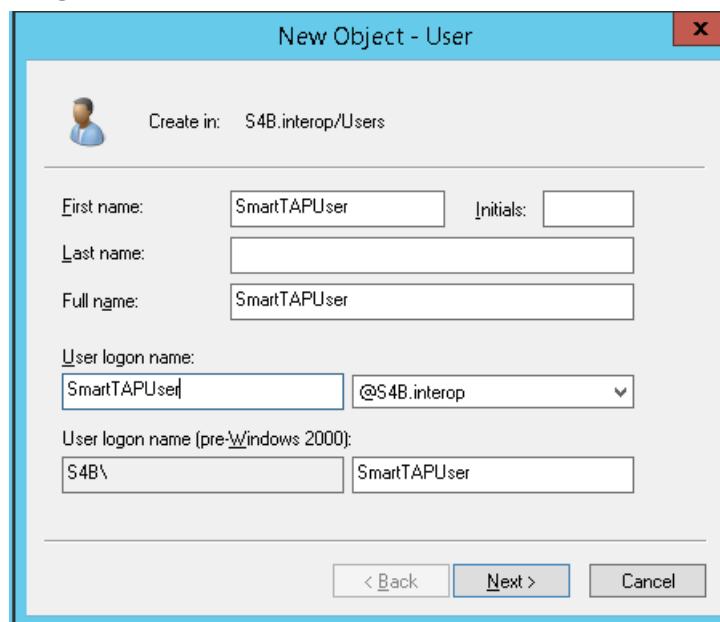 New Object - User
x
Create in: S4B.interop/Users
First name: SmartTAPUser Initials:
Last name:
Full name: SmartTAPUser
User logon name:
SmartTAPUser @S4B.interop
User logon name (pre-Windows 2000):
S4B\ SmartTAPUser
< Back Next > Cancel